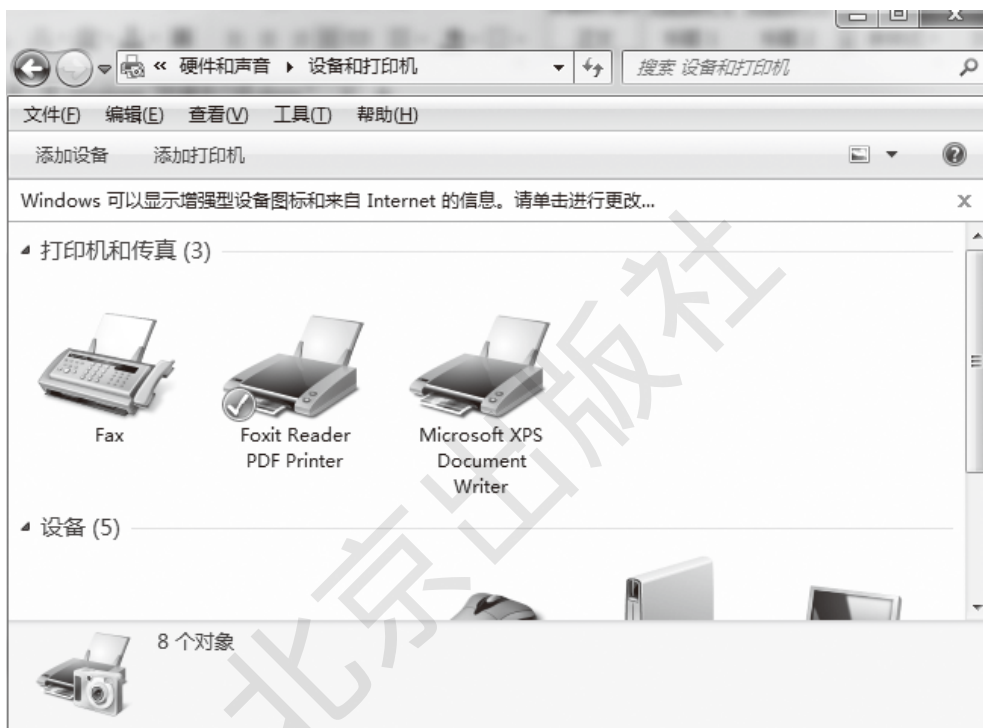 « 硬件和声音 ▸ 设备和打印机
搜索 设备和打印机
文件(F) 编辑(E) 查看(V) 工具(T) 帮助(H)
添加设备 添加打印机
Windows 可以显示增强型设备图标和来自 Internet 的信息。请单击进行更改...
打印机和传真 (3)
Fax
Foxit Reader
PDF Printer
Microsoft XPS
Document
Writer
设备 (5)
8 个对象
北京出版社